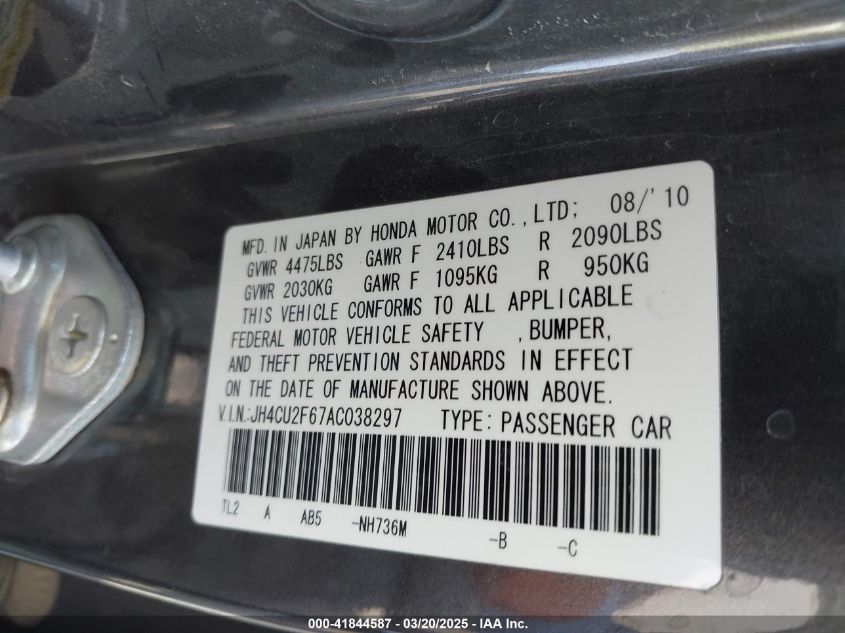 MFD. IN JAPAN BY HONDA MOTOR CO., LTD; 08/'10
GVWR 4475LBS GAWR F 2410LBS R 2090LBS
GVWR 2030KG GAWR F 1095KG R 950KG
THIS VEHICLE CONFORMS TO ALL APPLICABLE
FEDERAL MOTOR VEHICLE SAFETY , BUMPER,
AND THEFT PREVENTION STANDARDS IN EFFECT
ON THE DATE OF MANUFACTURE SHOWN ABOVE.
V.I.N.:JH4CU2F67AC038297 TYPE: PASSENGER CAR
TL2 A AB5 -NH736M -B -C
000-41844587 — 03/20/2025 — IAA Inc.